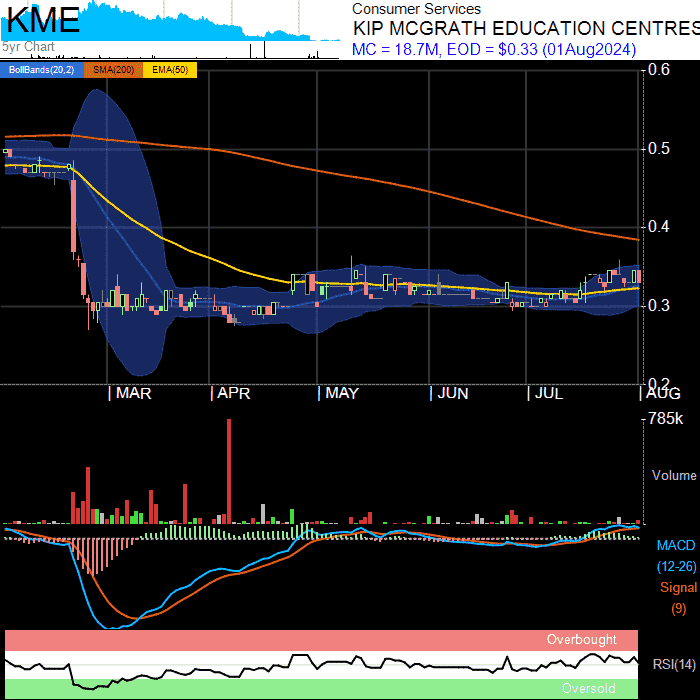 KME
Consumer Services
KIP MCGRATH EDUCATION CENTRES
5yr Chart
MC = 18.7M, EOD = $0.33 (01Aug2024)
BollBands(20,2) SMA(200) EMA(50)
0.6
0.5
0.4
0.3
0.2
MAR APR MAY JUN JUL AUG
785k
Volume
MACD
(12-26)
Signal
(9)
Overbought
RSI(14)
Oversold